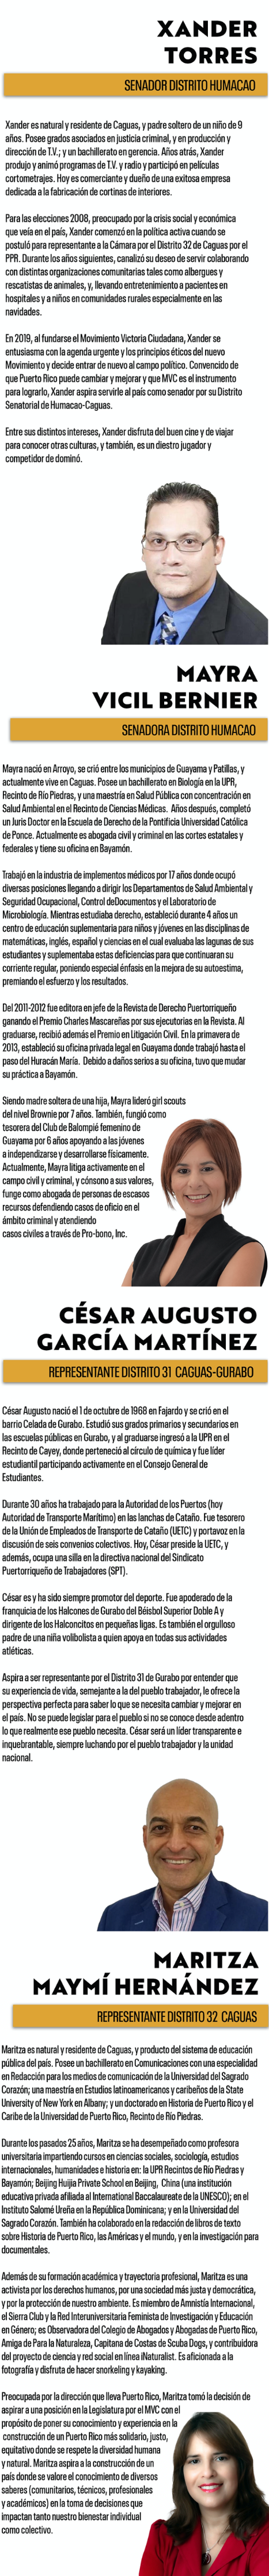 XANDER
TORRES
SENADOR DISTRITO HUMACAO
Xander es natural y residente de Caguas, y padre soltero de un niño de 9
años. Posee grados asociados en justicia criminal, y en producción y
dirección de T.V.; y un bachillerato en gerencia. Años atrás, Xander
produjo y animó programas de T.V. y radio y participó en películas
cortometrajes. Hoy es comerciante y dueño de una exitosa empresa
dedicada a la fabricación de cortinas de interiores.
Para las elecciones 2008, preocupado por la crisis social y económica
que veía en el país, Xander comenzó en la política activa cuando se
postuló para representante a la Cámara por el Distrito 32 de Caguas por el
PPR. Durante los años siguientes, canalizó su deseo de servir colaborando
con distintas organizaciones comunitarias tales como albergues y
rescatistas de animales, y, llevando entretenimiento a pacientes en
hospitales y a niños en comunidades rurales especialmente en las
navidades.
En 2019, al fundarse el Movimiento Victoria Ciudadana, Xander se
entusiasma con la agenda urgente y los principios éticos del nuevo
Movimiento y decide entrar de nuevo al campo político. Convencido de
que Puerto Rico puede cambiar y mejorar y que MVC es el instrumento
para lograrlo, Xander aspira a servirle al país como senador por su Distrito
Senatorial de Humacao-Caguas.
Entre sus distintos intereses, Xander disfruta del buen cine y de viajar
para conocer otras culturas, y también, es un diestro jugador y
competidor de dominó.
MAYRA
VICIL BERNIER
SENADORA DISTRITO HUMACAO
Mayra nació en Arroyo, se crió entre los municipios de Guayama y Patillas, y
actualmente vive en Caguas. Posee un bachillerato en Biología en la UPR,
Recinto de Río Piedras, y una maestría en Salud Pública con concentración en
Salud Ambiental en el Recinto de Ciencias Médicas. Años después, completó
un Juris Doctor en la Escuela de Derecho de la Pontificia Universidad Católica
de Ponce. Actualmente es abogada civil y criminal en las cortes estatales y
federales y tiene su oficina en Bayamón.
Trabajó en la industria de implementos médicos por 17 años donde ocupó
diversas posiciones llegando a dirigir los Departamentos de Salud Ambiental y
Seguridad Ocupacional, Control deDocumentos y el Laboratorio de
Microbiología. Mientras estudiaba derecho, estableció durante 4 años un
centro de educación suplementaria para niños y jóvenes en las disciplinas de
matemáticas, inglés, español y ciencias en el cual evaluaba las lagunas de sus
estudiantes y suplementaba estas deficiencias para que continuaran su
corriente regular, poniendo especial énfasis en la mejora de su autoestima,
premiando el esfuerzo y los resultados.
Del 2011-2012 fue editora en jefe de la Revista de Derecho Puertorriqueño
ganando el Premio Charles Mascareñas por sus ejecutorias en la Revista. Al
graduarse, recibió además el Premio en Litigación Civil. En la primavera de
2013, estableció su oficina privada legal en Guayama donde trabajó hasta el
paso del Huracán María. Debido a daños serios a su oficina, tuvo que mudar
su práctica a Bayamón.
Siendo madre soltera de una hija, Mayra lideró girl scouts
del nivel Brownie por 7 años. También, fungió como
tesorera del Club de Balompié femenino de
Guayama por 6 años apoyando a las jóvenes
a independizarse y desarrollarse físicamente.
Actualmente, Mayra litiga activamente en el
campo civil y criminal, y cónsono a sus valores,
funge como abogada de personas de escasos
recursos defendiendo casos de oficio en el
ámbito criminal y atendiendo
casos civiles a través de Pro-bono, Inc.
CÉSAR AUGUSTO
GARCÍA MARTÍNEZ
REPRESENTANTE DISTRITO 31 CAGUAS-GURABO
César Augusto nació el 1 de octubre de 1968 en Fajardo y se crió en el
barrio Celada de Gurabo. Estudió sus grados primarios y secundarios en
las escuelas públicas en Gurabo, y al graduarse ingresó a la UPR en el
Recinto de Cayey, donde perteneció al círculo de química y fue líder
estudiantil participando activamente en el Consejo General de
Estudiantes.
Durante 30 años ha trabajado para la Autoridad de los Puertos (hoy
Autoridad de Transporte Marítimo) en las lanchas de Cataño. Fue tesorero
de la Unión de Empleados de Transporte de Cataño (UETC) y portavoz en la
discusión de seis convenios colectivos. Hoy, César preside la UETC, y
además, ocupa una silla en la directiva nacional del Sindicato
Puertorriqueño de Trabajadores (SPT).
César es y ha sido siempre promotor del deporte. Fue apoderado de la
franquicia de los Halcones de Gurabo del Béisbol Superior Doble A y
dirigente de los Halconcitos en pequeñas ligas. Es también el orgulloso
padre de una niña volibolista a quien apoya en todas sus actividades
atléticas.
Aspira a ser representante por el Distrito 31 de Gurabo por entender que
su experiencia de vida, semejante a la del pueblo trabajador, le ofrece la
perspectiva perfecta para saber lo que se necesita cambiar y mejorar en
el país. No se puede legislar para el pueblo si no se conoce desde adentro
lo que realmente ese pueblo necesita. César será un líder transparente e
inquebrantable, siempre luchando por el pueblo trabajador y la unidad
nacional.
MARITZA
MAYMÍ HERNÁNDEZ
REPRESENTANTE DISTRITO 32 CAGUAS
Maritza es natural y residente de Caguas, y producto del sistema de educación
pública del país. Posee un bachillerato en Comunicaciones con una especialidad
en Redacción para los medios de comunicación de la Universidad del Sagrado
Corazón; una maestría en Estudios latinoamericanos y caribeños de la State
University of New York en Albany; y un doctorado en Historia de Puerto Rico y el
Caribe de la Universidad de Puerto Rico, Recinto de Río Piedras.
Durante los pasados 25 años, Maritza se ha desempeñado como profesora
universitaria impartiendo cursos en ciencias sociales, sociología, estudios
internacionales, humanidades e historia en: la UPR Recintos de Río Piedras y
Bayamón; Beijing Huijia Private School en Beijing, China (una institución
educativa privada afiliada al International Baccalaureate de la UNESCO); en el
Instituto Salomé Ureña en la República Dominicana; y en la Universidad del
Sagrado Corazón. También ha colaborado en la redacción de libros de texto
sobre Historia de Puerto Rico, las Américas y el mundo, y en la investigación para
documentales.
Además de su formación académica y trayectoria profesional, Maritza es una
activista por los derechos humanos, por una sociedad más justa y democrática,
y por la protección de nuestro ambiente. Es miembro de Amnistía Internacional,
el Sierra Club y la Red Interuniversitaria Feminista de Investigación y Educación
en Género; es Observadora del Colegio de Abogados y Abogadas de Puerto Rico,
Amiga de Para la Naturaleza, Capitana de Costas de Scuba Dogs, y contribuidora
del proyecto de ciencia y red social en línea iNaturalist. Es aficionada a la
fotografía y disfruta de hacer snorkeling y kayaking.
Preocupada por la dirección que lleva Puerto Rico, Maritza tomó la decisión de
aspirar a una posición en la Legislatura por el MVC con el
propósito de poner su conocimiento y experiencia en la
construcción de un Puerto Rico más solidario, justo,
equitativo donde se respete la diversidad humana
y natural. Maritza aspira a la construcción de un
país donde se valore el conocimiento de diversos
saberes (comunitarios, técnicos, profesionales
y académicos) en la toma de decisiones que
impactan tanto nuestro bienestar individual
como colectivo.